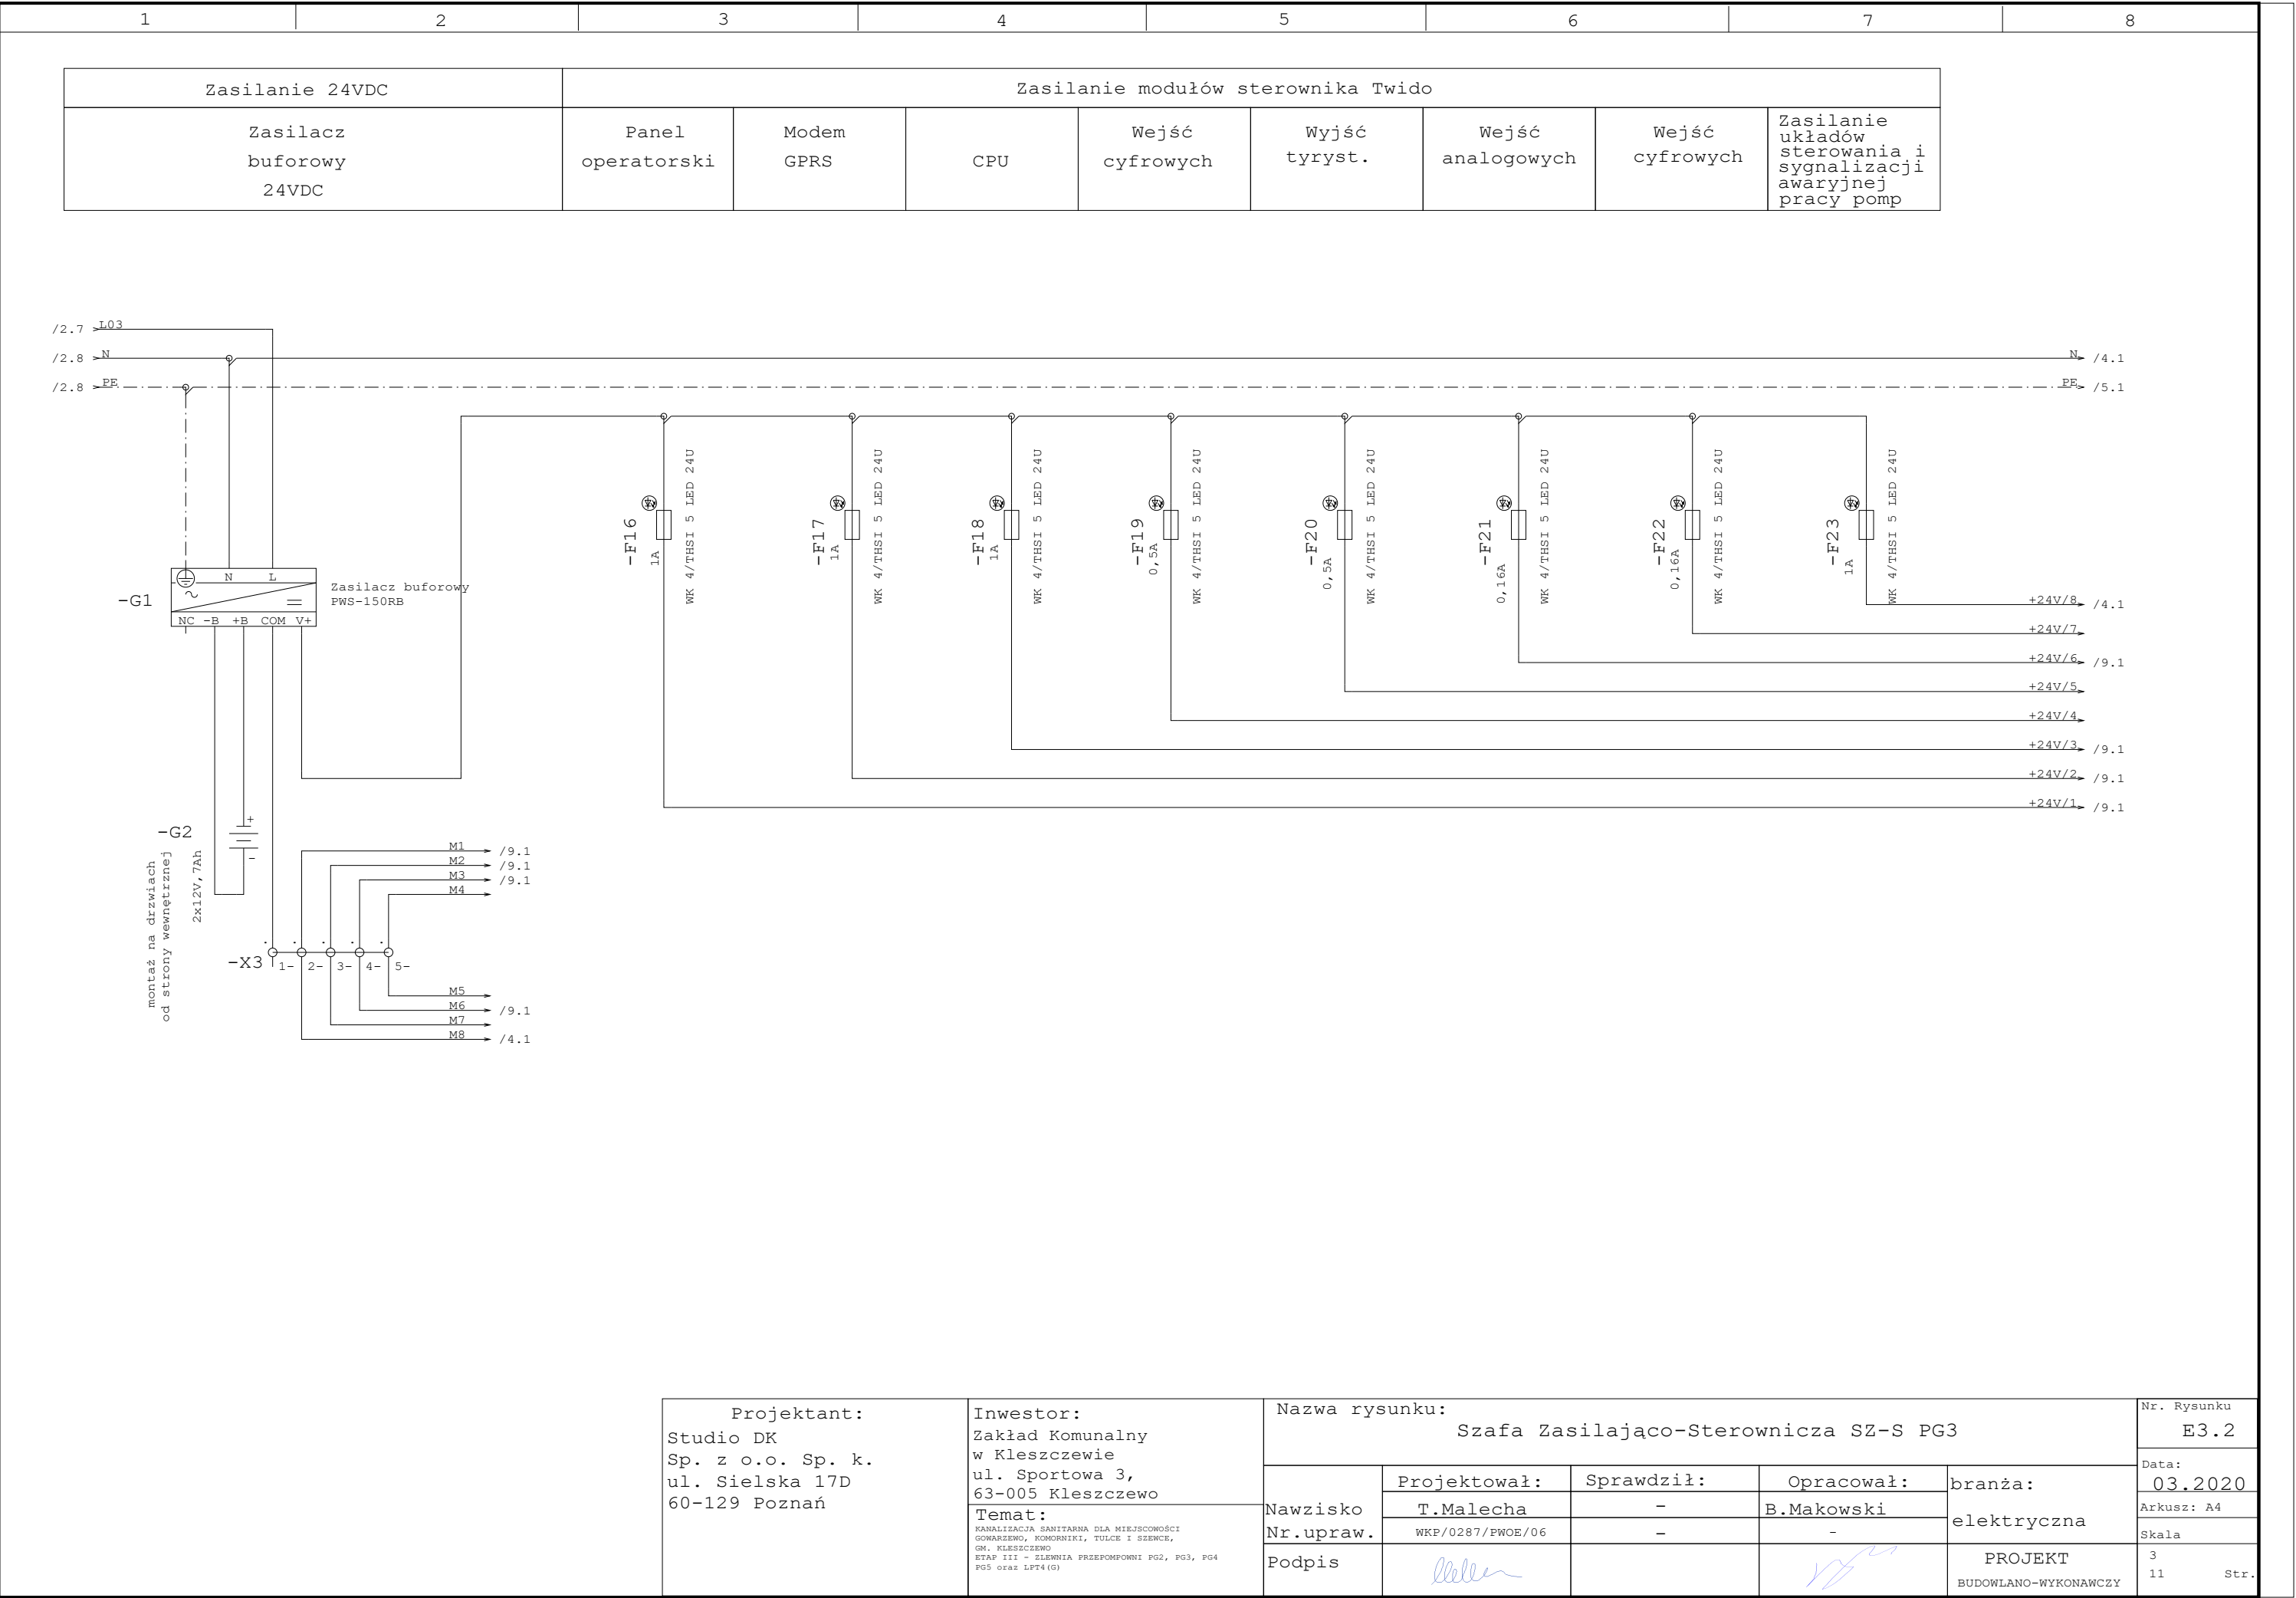 1 2 3 4 5 6 7 8
Zasilanie 24VDC
Zasilanie modułów sterownika Twido
Zasilacz
buforowy
24VDC
Panel
operatorski
Modem
GPRS
CPU
Wejść
cyfrowych
Wyjść
tyryst.
Wejść
analogowych
Wejść
cyfrowych
Zasilanie
układów
sterowania i
sygnalizacji
awaryjnej
pracy pomp
/2.7 L03
/2.8 N
N /4.1
/2.8 PE
PE /5.1
-F16
1A
WK 4/THSI 5 LED 24U
-F17
1A
WK 4/THSI 5 LED 24U
-F18
1A
WK 4/THSI 5 LED 24U
-F19
0,5A
WK 4/THSI 5 LED 24U
-F20
0,5A
WK 4/THSI 5 LED 24U
-F21
0,16A
WK 4/THSI 5 LED 24U
-F22
0,16A
WK 4/THSI 5 LED 24U
-F23
1A
WK 4/THSI 5 LED 24U
-G1
N L
NC -B +B COM V+
Zasilacz buforowy
PWS-150RB
+24V/8 /4.1
+24V/7
+24V/6 /9.1
+24V/5
+24V/4
+24V/3 /9.1
+24V/2 /9.1
+24V/1 /9.1
-G2
+
-
2x12V,7Ah
montaż na drzwiach
od strony wewnętrznej
M1 /9.1
M2 /9.1
M3 /9.1
M4
-X3 1- 2- 3- 4- 5-
M5
M6 /9.1
M7
M8 /4.1
Projektant:
Studio DK
Sp. z o.o. Sp. k.
ul. Sielska 17D
60-129 Poznań
Inwestor:
Zakład Komunalny
w Kleszczewie
ul. Sportowa 3,
63-005 Kleszczewo
Temat:
KANALIZACJA SANITARNA DLA MIEJSCOWOŚCI
GOWARZEWO, KOMORNIKI, TULCE I SZEWCE,
GM. KLESZCZEWO
ETAP III - ZLEWNIA PRZEPOMPOWNI PG2, PG3, PG4
PG5 oraz LPT4(G)
Nazwa rysunku:
Szafa Zasilająco-Sterownicza SZ-S PG3
Projektował: Sprawdził: Opracował:
Nawzisko T.Malecha - B.Makowski
Nr.upraw. WKP/0287/PWOE/06 - -
Podpis
branża:
elektryczna
PROJEKT
BUDOWLANO-WYKONAWCZY
Nr. Rysunku
E3.2
Data:
03.2020
Arkusz: A4
Skala
3
11 Str.